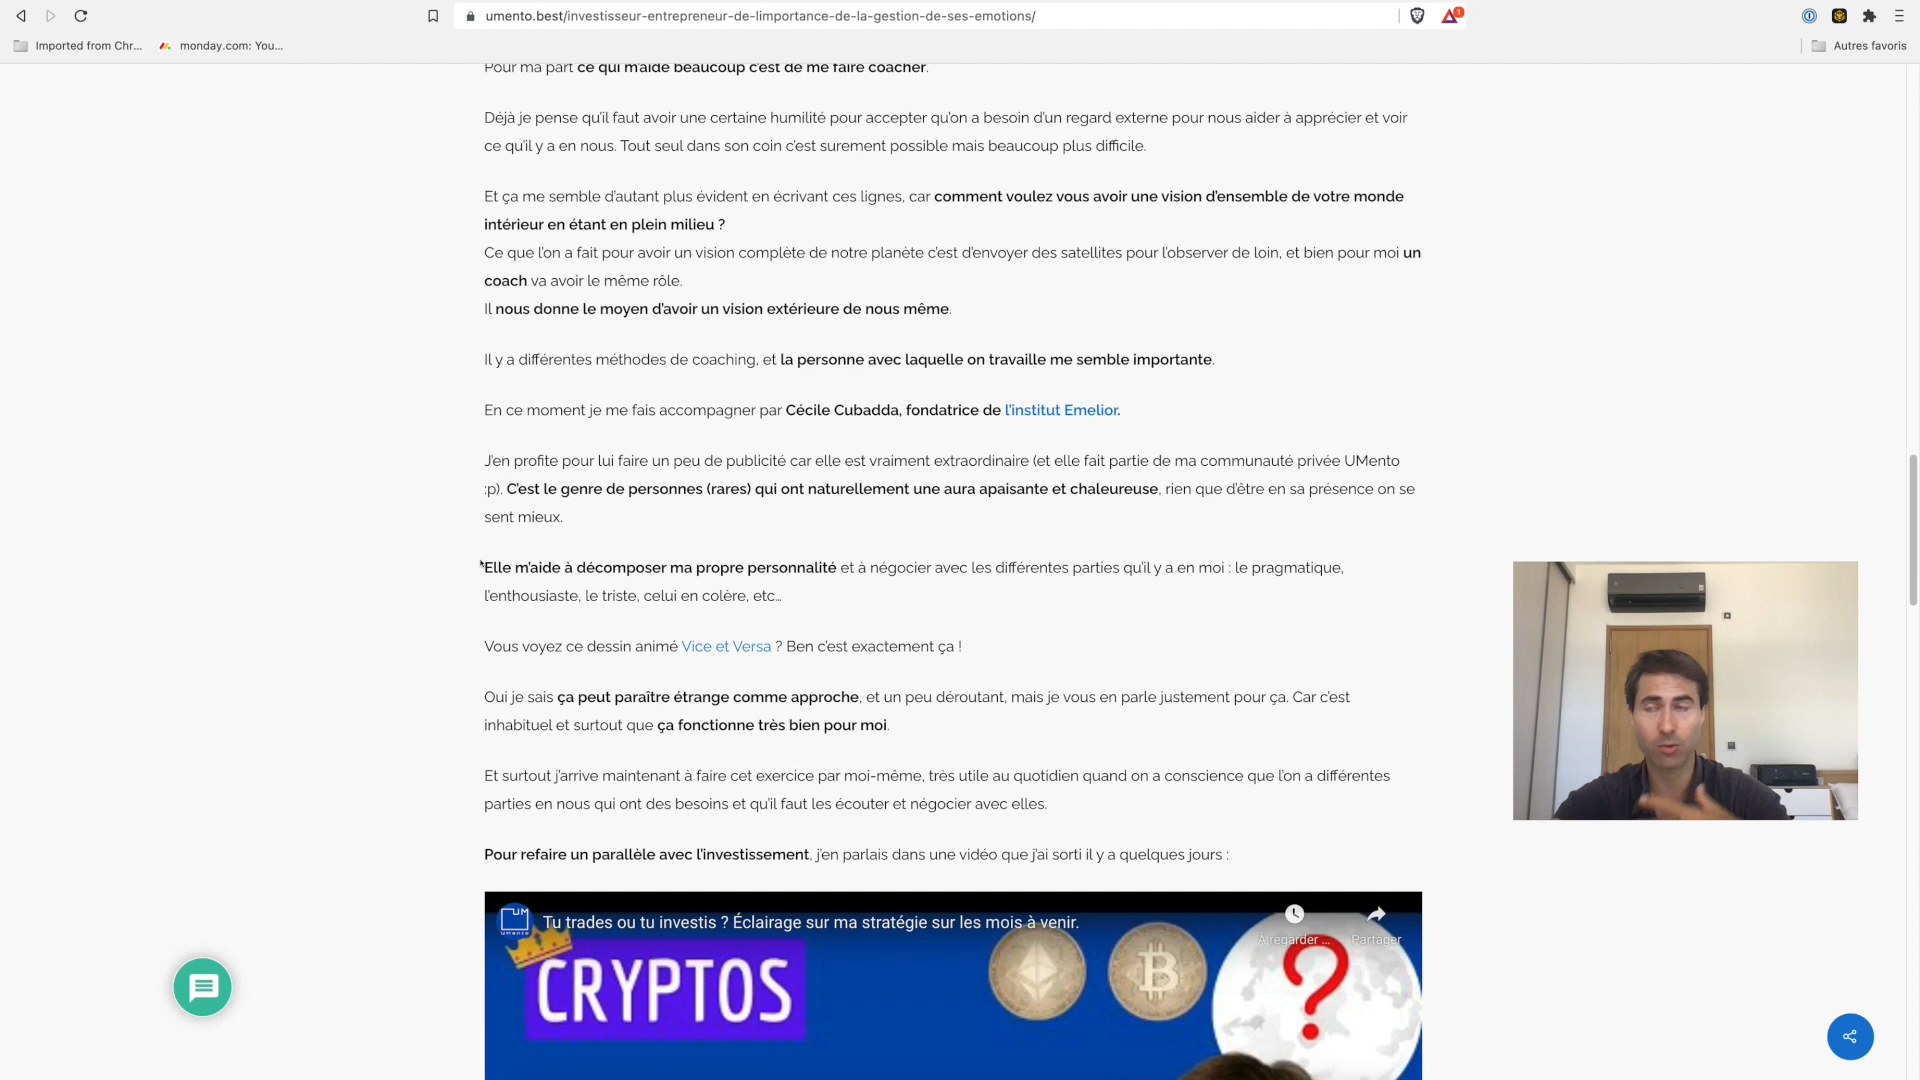 umento.best/investisseur-entrepreneur-de-limportance-de-la-gestion-de-ses-emotions/
1
Imported from Chr...
monday.com: You...
Autres favoris
Pour ma part ce qui m'aide beaucoup c'est de me faire coacher.
Déjà je pense qu'il faut avoir une certaine humilité pour accepter qu'on a besoin d'un regard externe pour nous aider à apprécier et voir
ce qu'il y a en nous. Tout seul dans son coin c'est surement possible mais beaucoup plus difficile.
Et ça me semble d'autant plus évident en écrivant ces lignes, car comment voulez vous avoir une vision d'ensemble de votre monde
intérieur en étant en plein milieu ?
Ce que l'on a fait pour avoir un vision complète de notre planète c'est d'envoyer des satellites pour l'observer de loin, et bien pour moi un
coach va avoir le même rôle.
Il nous donne le moyen d'avoir un vision extérieure de nous même.
Il y a différentes méthodes de coaching, et la personne avec laquelle on travaille me semble importante.
En ce moment je me fais accompagner par Cécile Cubadda, fondatrice de l'institut Emelior.
J'en profite pour lui faire un peu de publicité car elle est vraiment extraordinaire (et elle fait partie de ma communauté privée UMento
:p). C'est le genre de personnes (rares) qui ont naturellement une aura apaisante et chaleureuse, rien que d'être en sa présence on se
sent mieux.
Elle m'aide à décomposer ma propre personnalité et à négocier avec les différentes parties qu'il y a en moi : le pragmatique,
l'enthousiaste, le triste, celui en colère, etc…
Vous voyez ce dessin animé Vice et Versa ? Ben c'est exactement ça !
Oui je sais ça peut paraître étrange comme approche, et un peu déroutant, mais je vous en parle justement pour ça. Car c'est
inhabituel et surtout que ça fonctionne très bien pour moi.
Et surtout j'arrive maintenant à faire cet exercice par moi-même, très utile au quotidien quand on a conscience que l'on a différentes
parties en nous qui ont des besoins et qu'il faut les écouter et négocier avec elles.
Pour refaire un parallèle avec l'investissement, j'en parlais dans une vidéo que j'ai sorti il y a quelques jours :
UM
UMento
Tu trades ou tu investis ? Éclairage sur ma stratégie sur les mois à venir.
À regarder ...
Partager
CRYPTOS
?